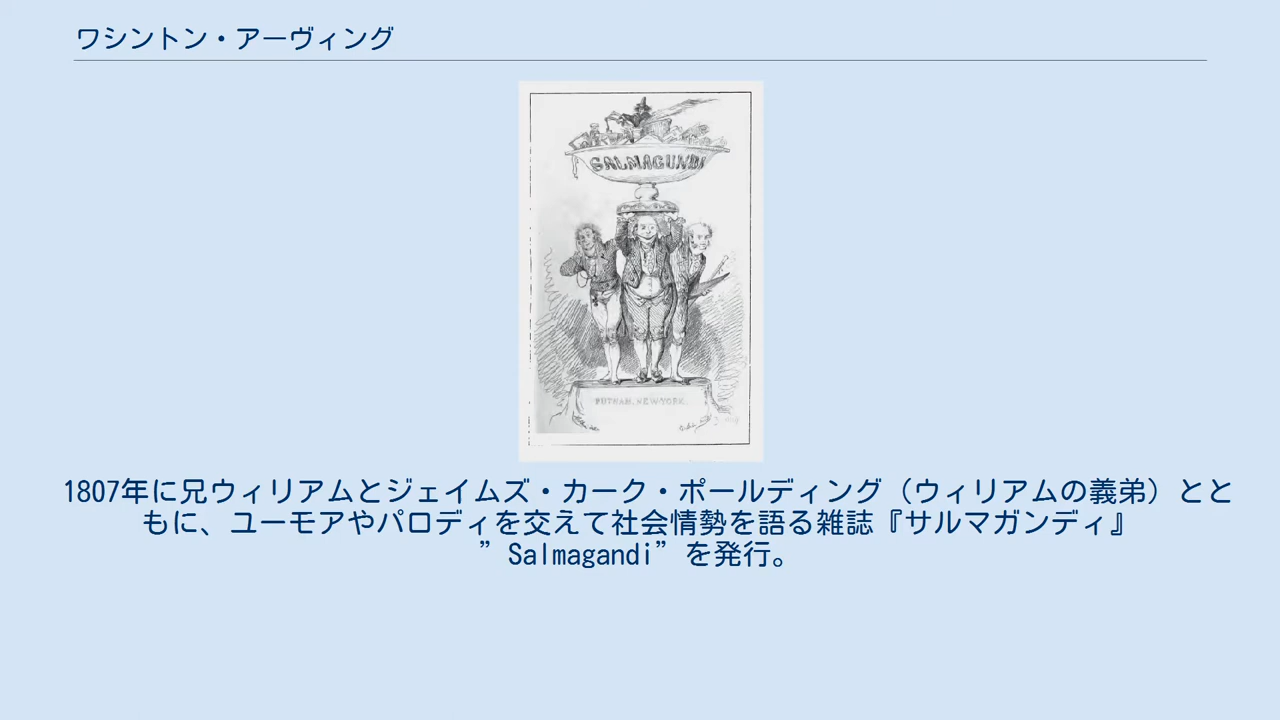 ワシントン・アーヴィング
SALMAGUNDI
PUTNAM, NEW-YORK.
1807年に兄ウィリアムとジェイムズ・カーク・ポールディング（ウィリアムの義弟）とと
もに、ユーモアやパロディを交えて社会情勢を語る雑誌『サルマガンディ』
”Salmagandi”を発行。